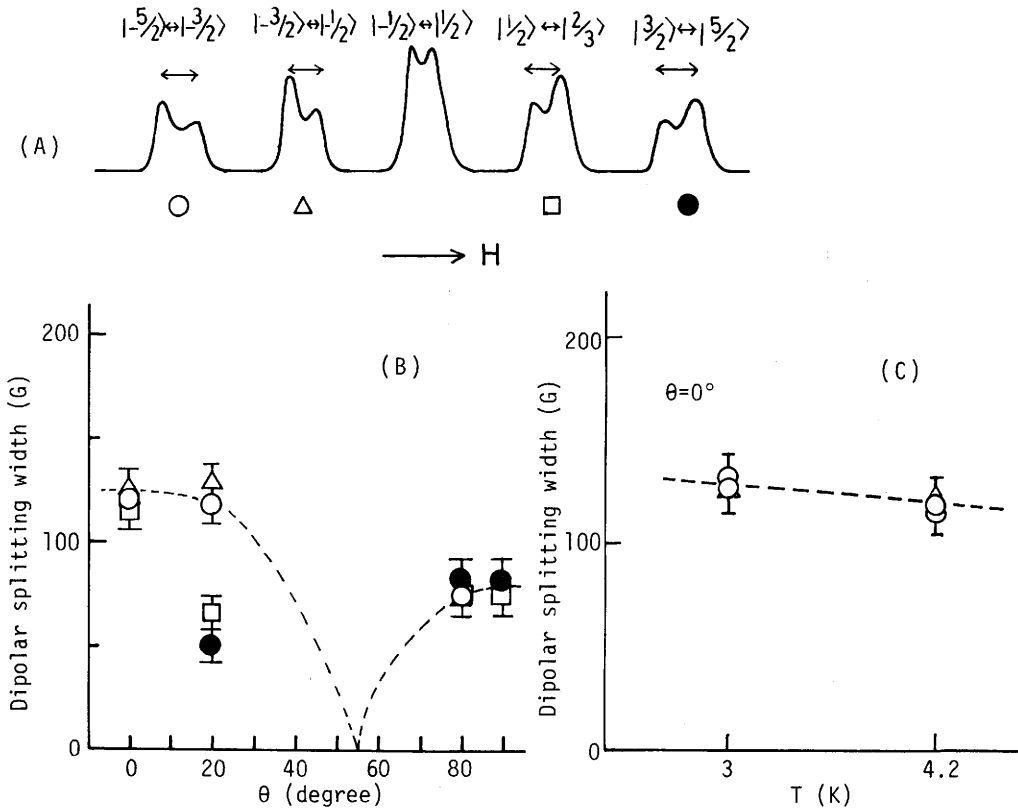 |-5/2⟩↔|-3/2⟩ |-3/2⟩↔|-1/2⟩ |-1/2⟩↔|1/2⟩ |1/2⟩↔|2/3⟩ |3/2⟩↔|5/2⟩
(A)
H
(B)
200
100
0
Dipolar splitting width (G)
0 20 40 60 80
θ (degree)
(C)
θ=0°
200
100
0
Dipolar splitting width (G)
3 4.2
T (K)